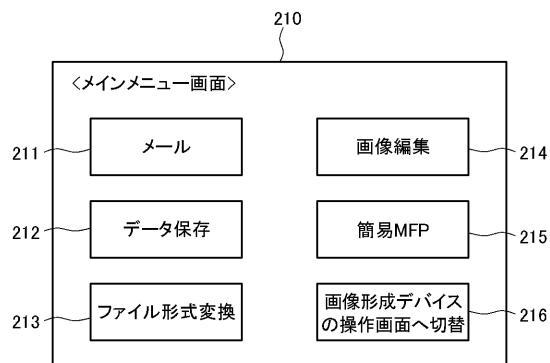 210
<メインメニュー画面>
211
メール
画像編集
214
212
データ保存
簡易MFP
215
213
ファイル形式変換
画像形成デバイス
の操作画面へ切替
216